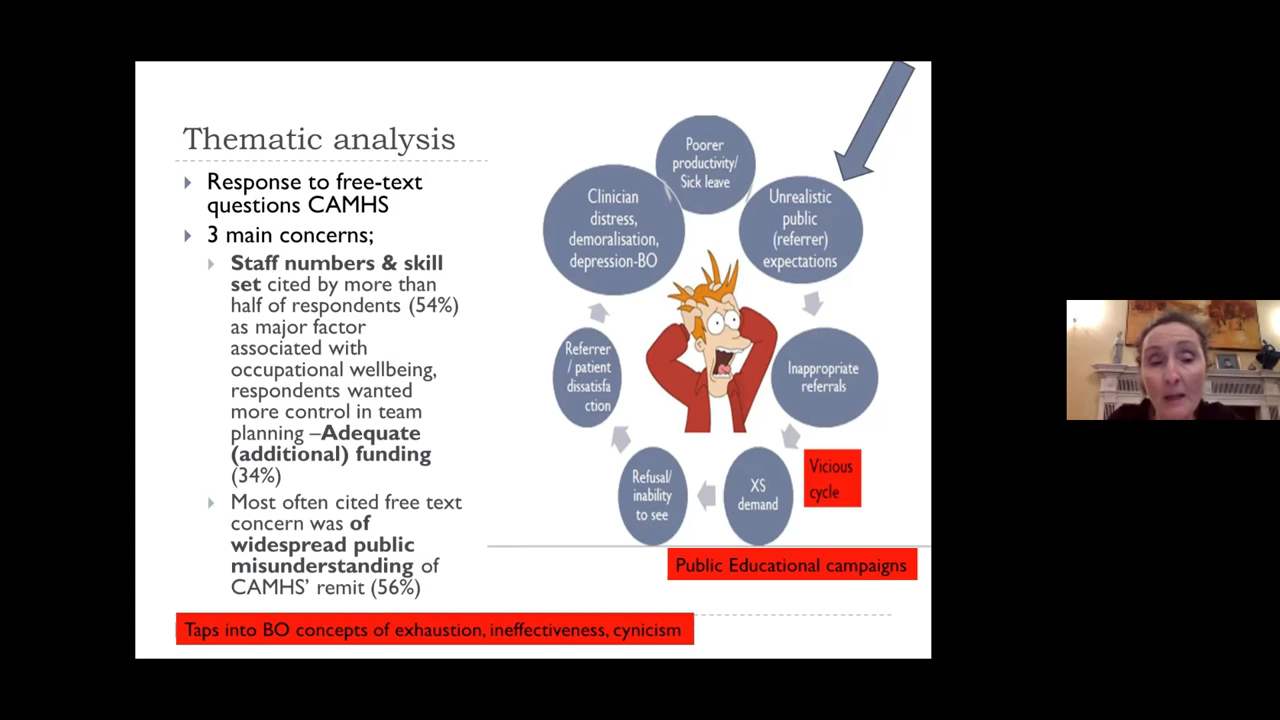 Thematic analysis
Response to free-text
questions CAMHS
3 main concerns;
Staff numbers & skill
set cited by more than
half of respondents (54%)
as major factor
associated with
occupational wellbeing,
respondents wanted
more control in team
planning –Adequate
(additional) funding
(34%)
Most often cited free text
concern was of
widespread public
misunderstanding of
CAMHS' remit (56%)
Taps into BO concepts of exhaustion, ineffectiveness, cynicism
Poorer
productivity/
Sick leave
Unrealistic
public
(referrer)
expectations
Inappropriate
referrals
Vicious
cycle
XS
demand
Refusal/
inability
to see
Referrer
/ patient
dissatisfa
ction
Clinician
distress,
demoralisation,
depression-BO
Public Educational campaigns